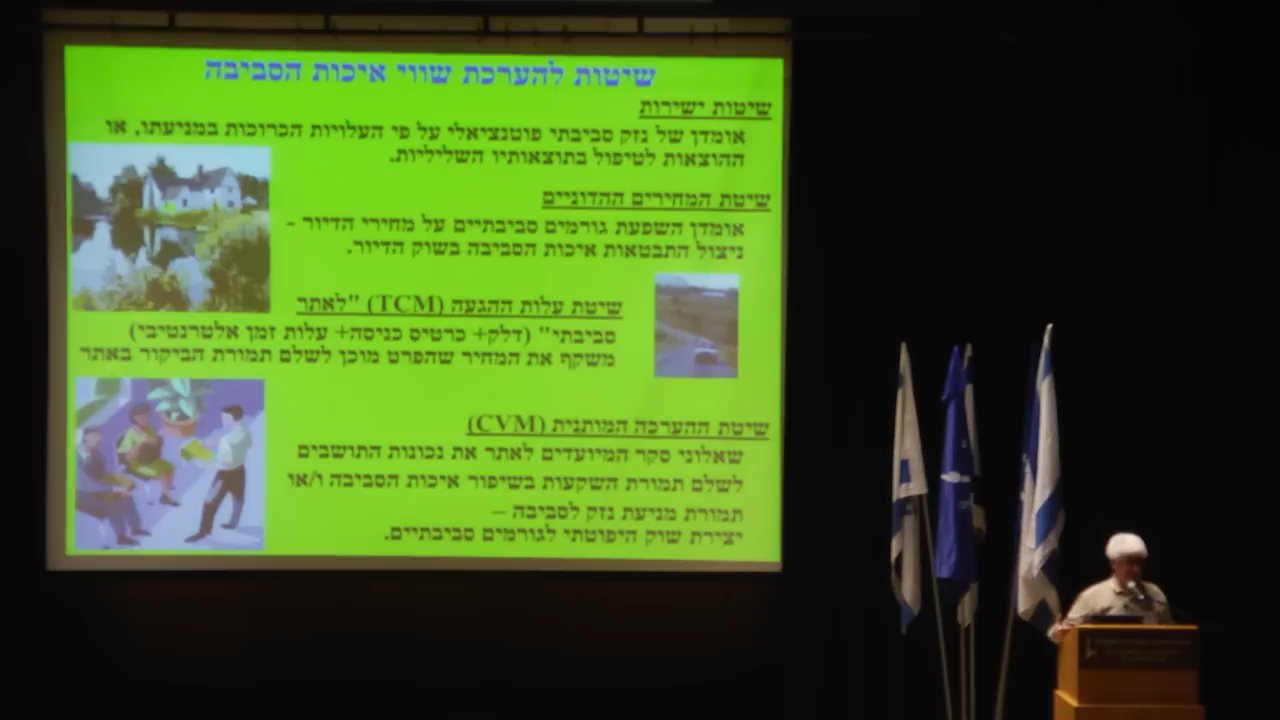 שיטות להערכת שווי איכות הסביבה
שיטות ישירות
אומדן של נזק סביבתי פוטנציאלי על פי העלויות הכרוכות במניעתו, או
ההוצאות לטיפול בתוצאותיו השליליות.
שיטת המחירים ההדוניים
אומדן השפעת גורמים סביבתיים על מחירי הדיור -
ניצול התבטאות איכות הסביבה בשוק הדיור.
שיטת עלות ההגעה (TCM) "לאתר
סביבתי" (דלק+ כרטיס כניסה+ עלות זמן אלטרנטיבי)
משקף את המחיר שהפרט מוכן לשלם תמורת הביקור באתר
שיטת ההערכה המותנית (CVM)
שאלוני סקר המיועדים לאתר את נכונות התושבים
לשלם תמורת השקעות בשיפור איכות הסביבה ו/או
תמורת מניעת נזק לסביבה –
יצירת שוק היפוטתי לגורמים סביבתיים.